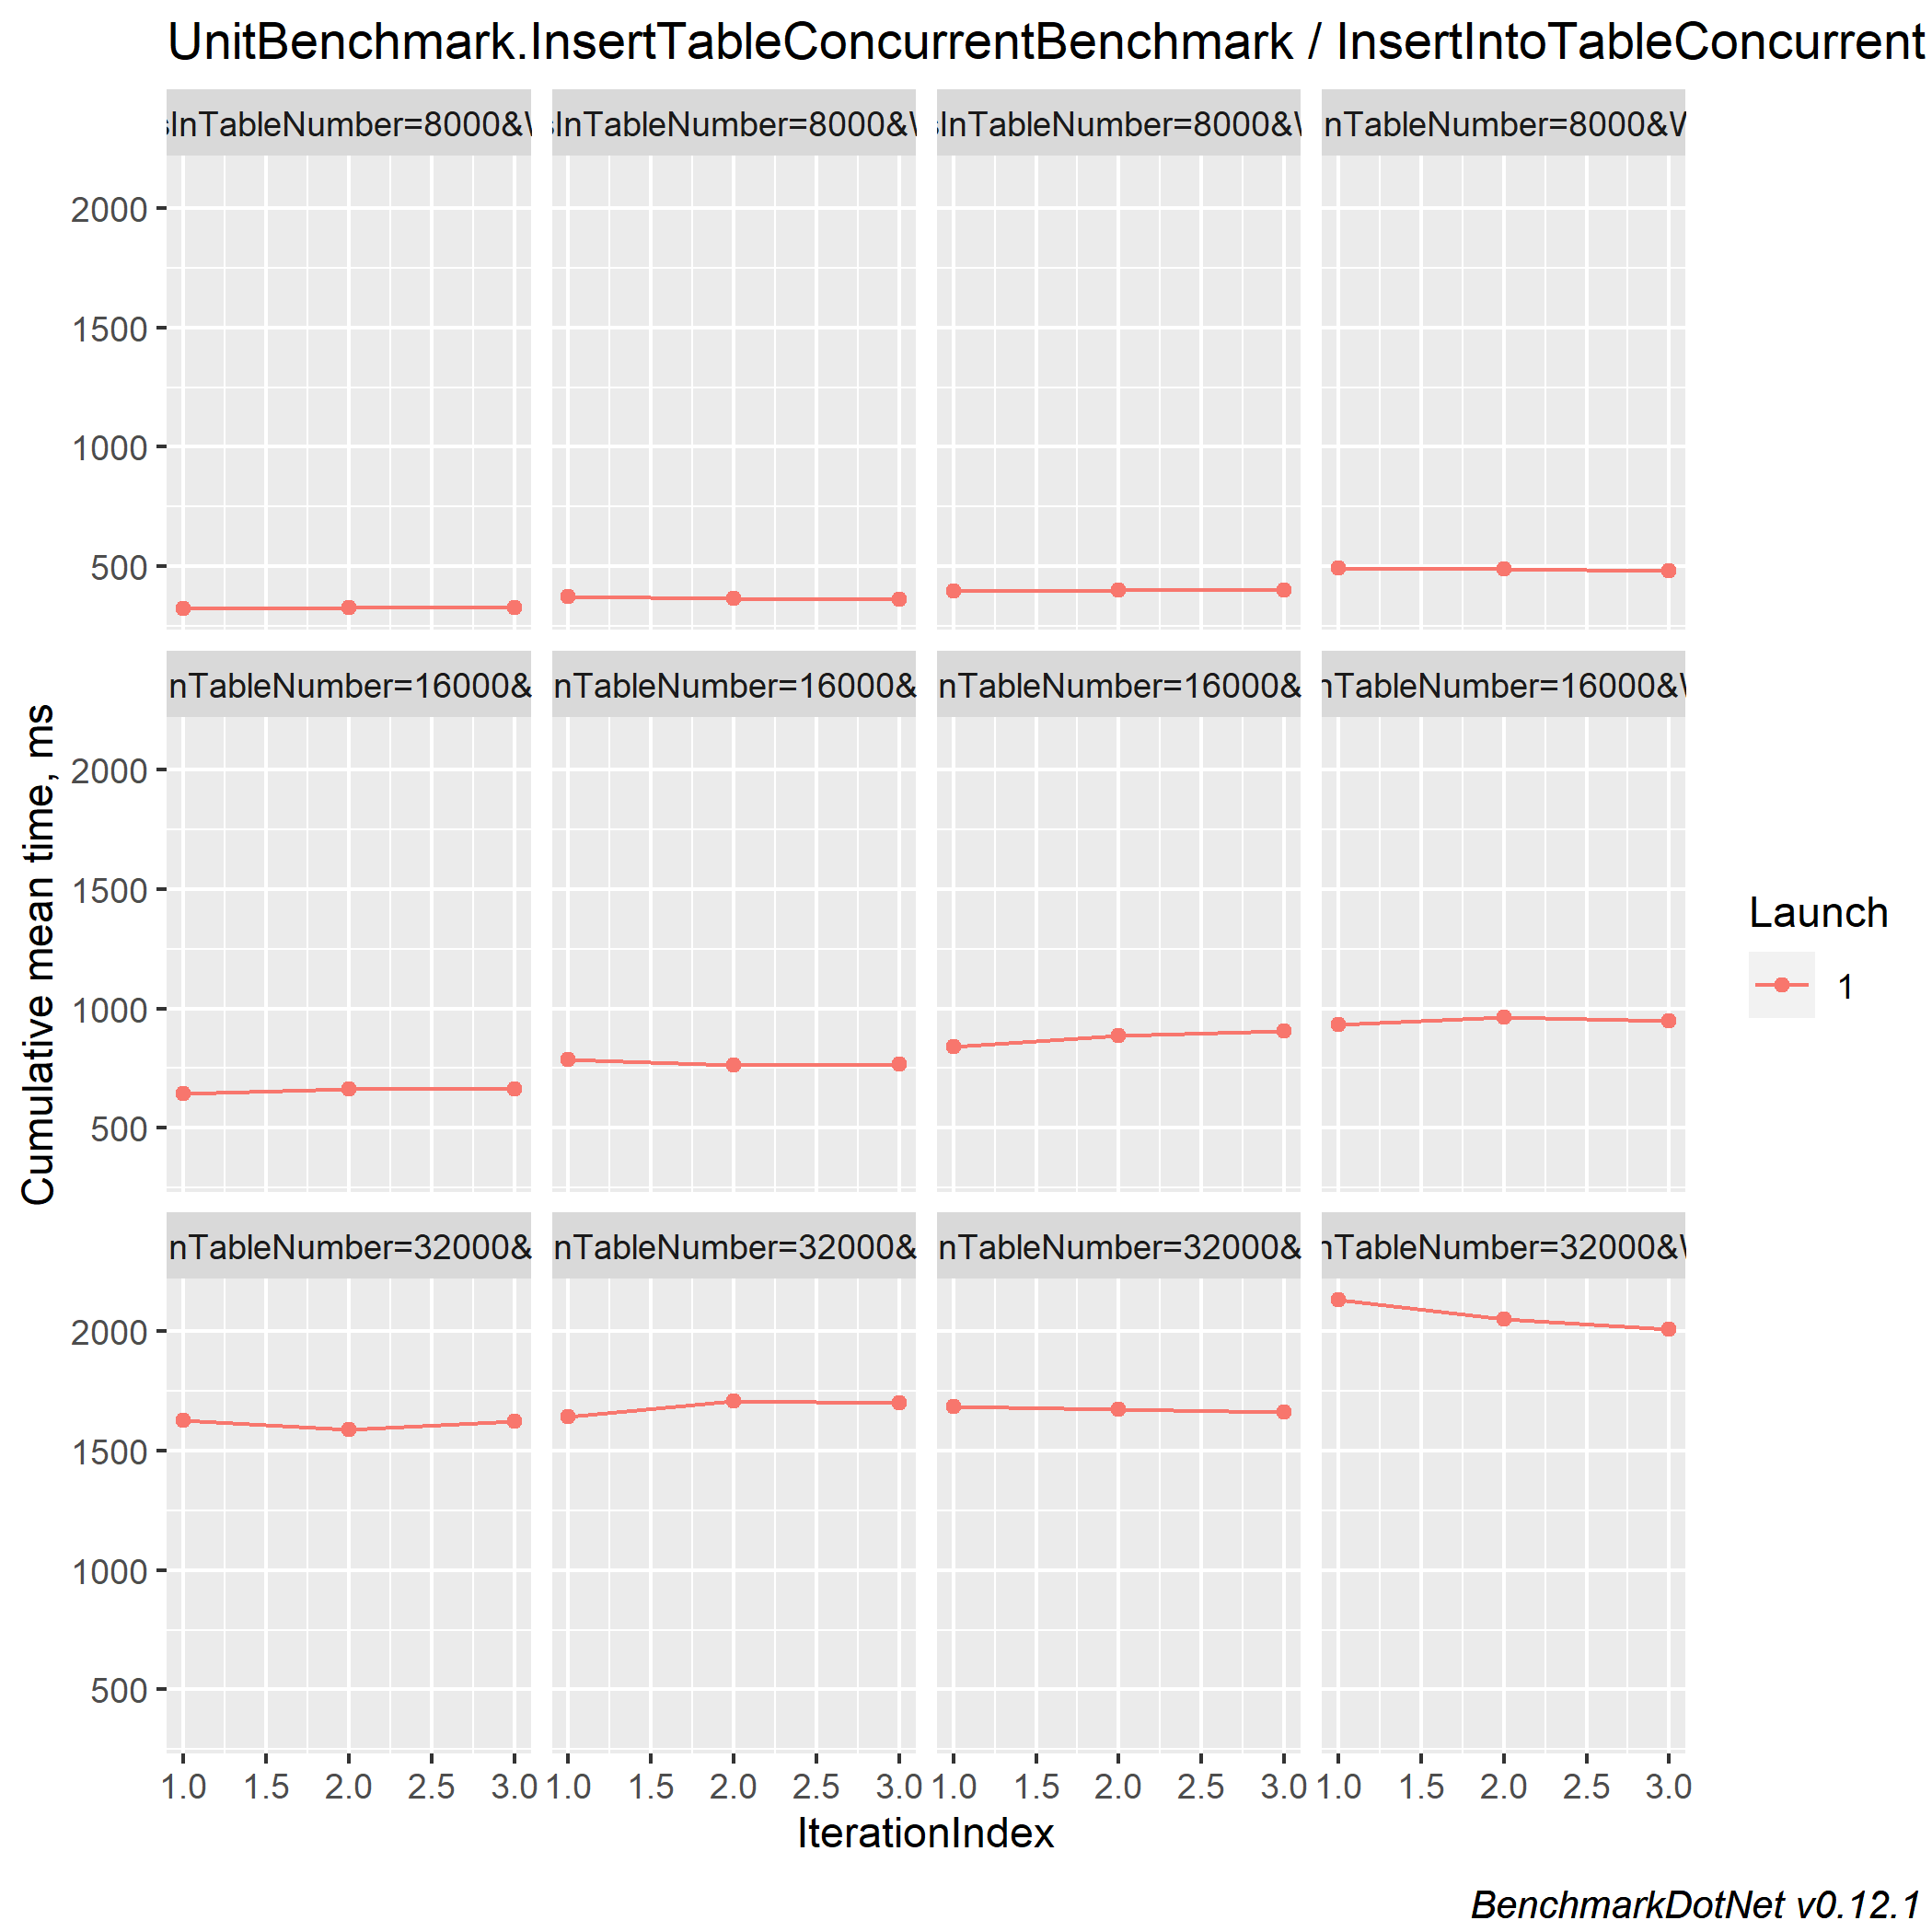 UnitBenchmark.InsertTableConcurrentBenchmark / InsertIntoTableConcurrent
sInTableNumber=8000&W sInTableNumber=8000&W sInTableNumber=8000&W nTableNumber=8000&W
2000
1500
1000
500
nTableNumber=16000& nTableNumber=16000& nTableNumber=16000& nTableNumber=16000&W
2000
1500
1000
500
nTableNumber=32000& nTableNumber=32000& nTableNumber=32000& nTableNumber=32000&W
2000
1500
1000
500
1.0 1.5 2.0 2.5 3.0 1.0 1.5 2.0 2.5 3.0 1.0 1.5 2.0 2.5 3.0 1.0 1.5 2.0 2.5 3.0
IterationIndex
Cumulative mean time, ms
Launch
1
BenchmarkDotNet v0.12.1